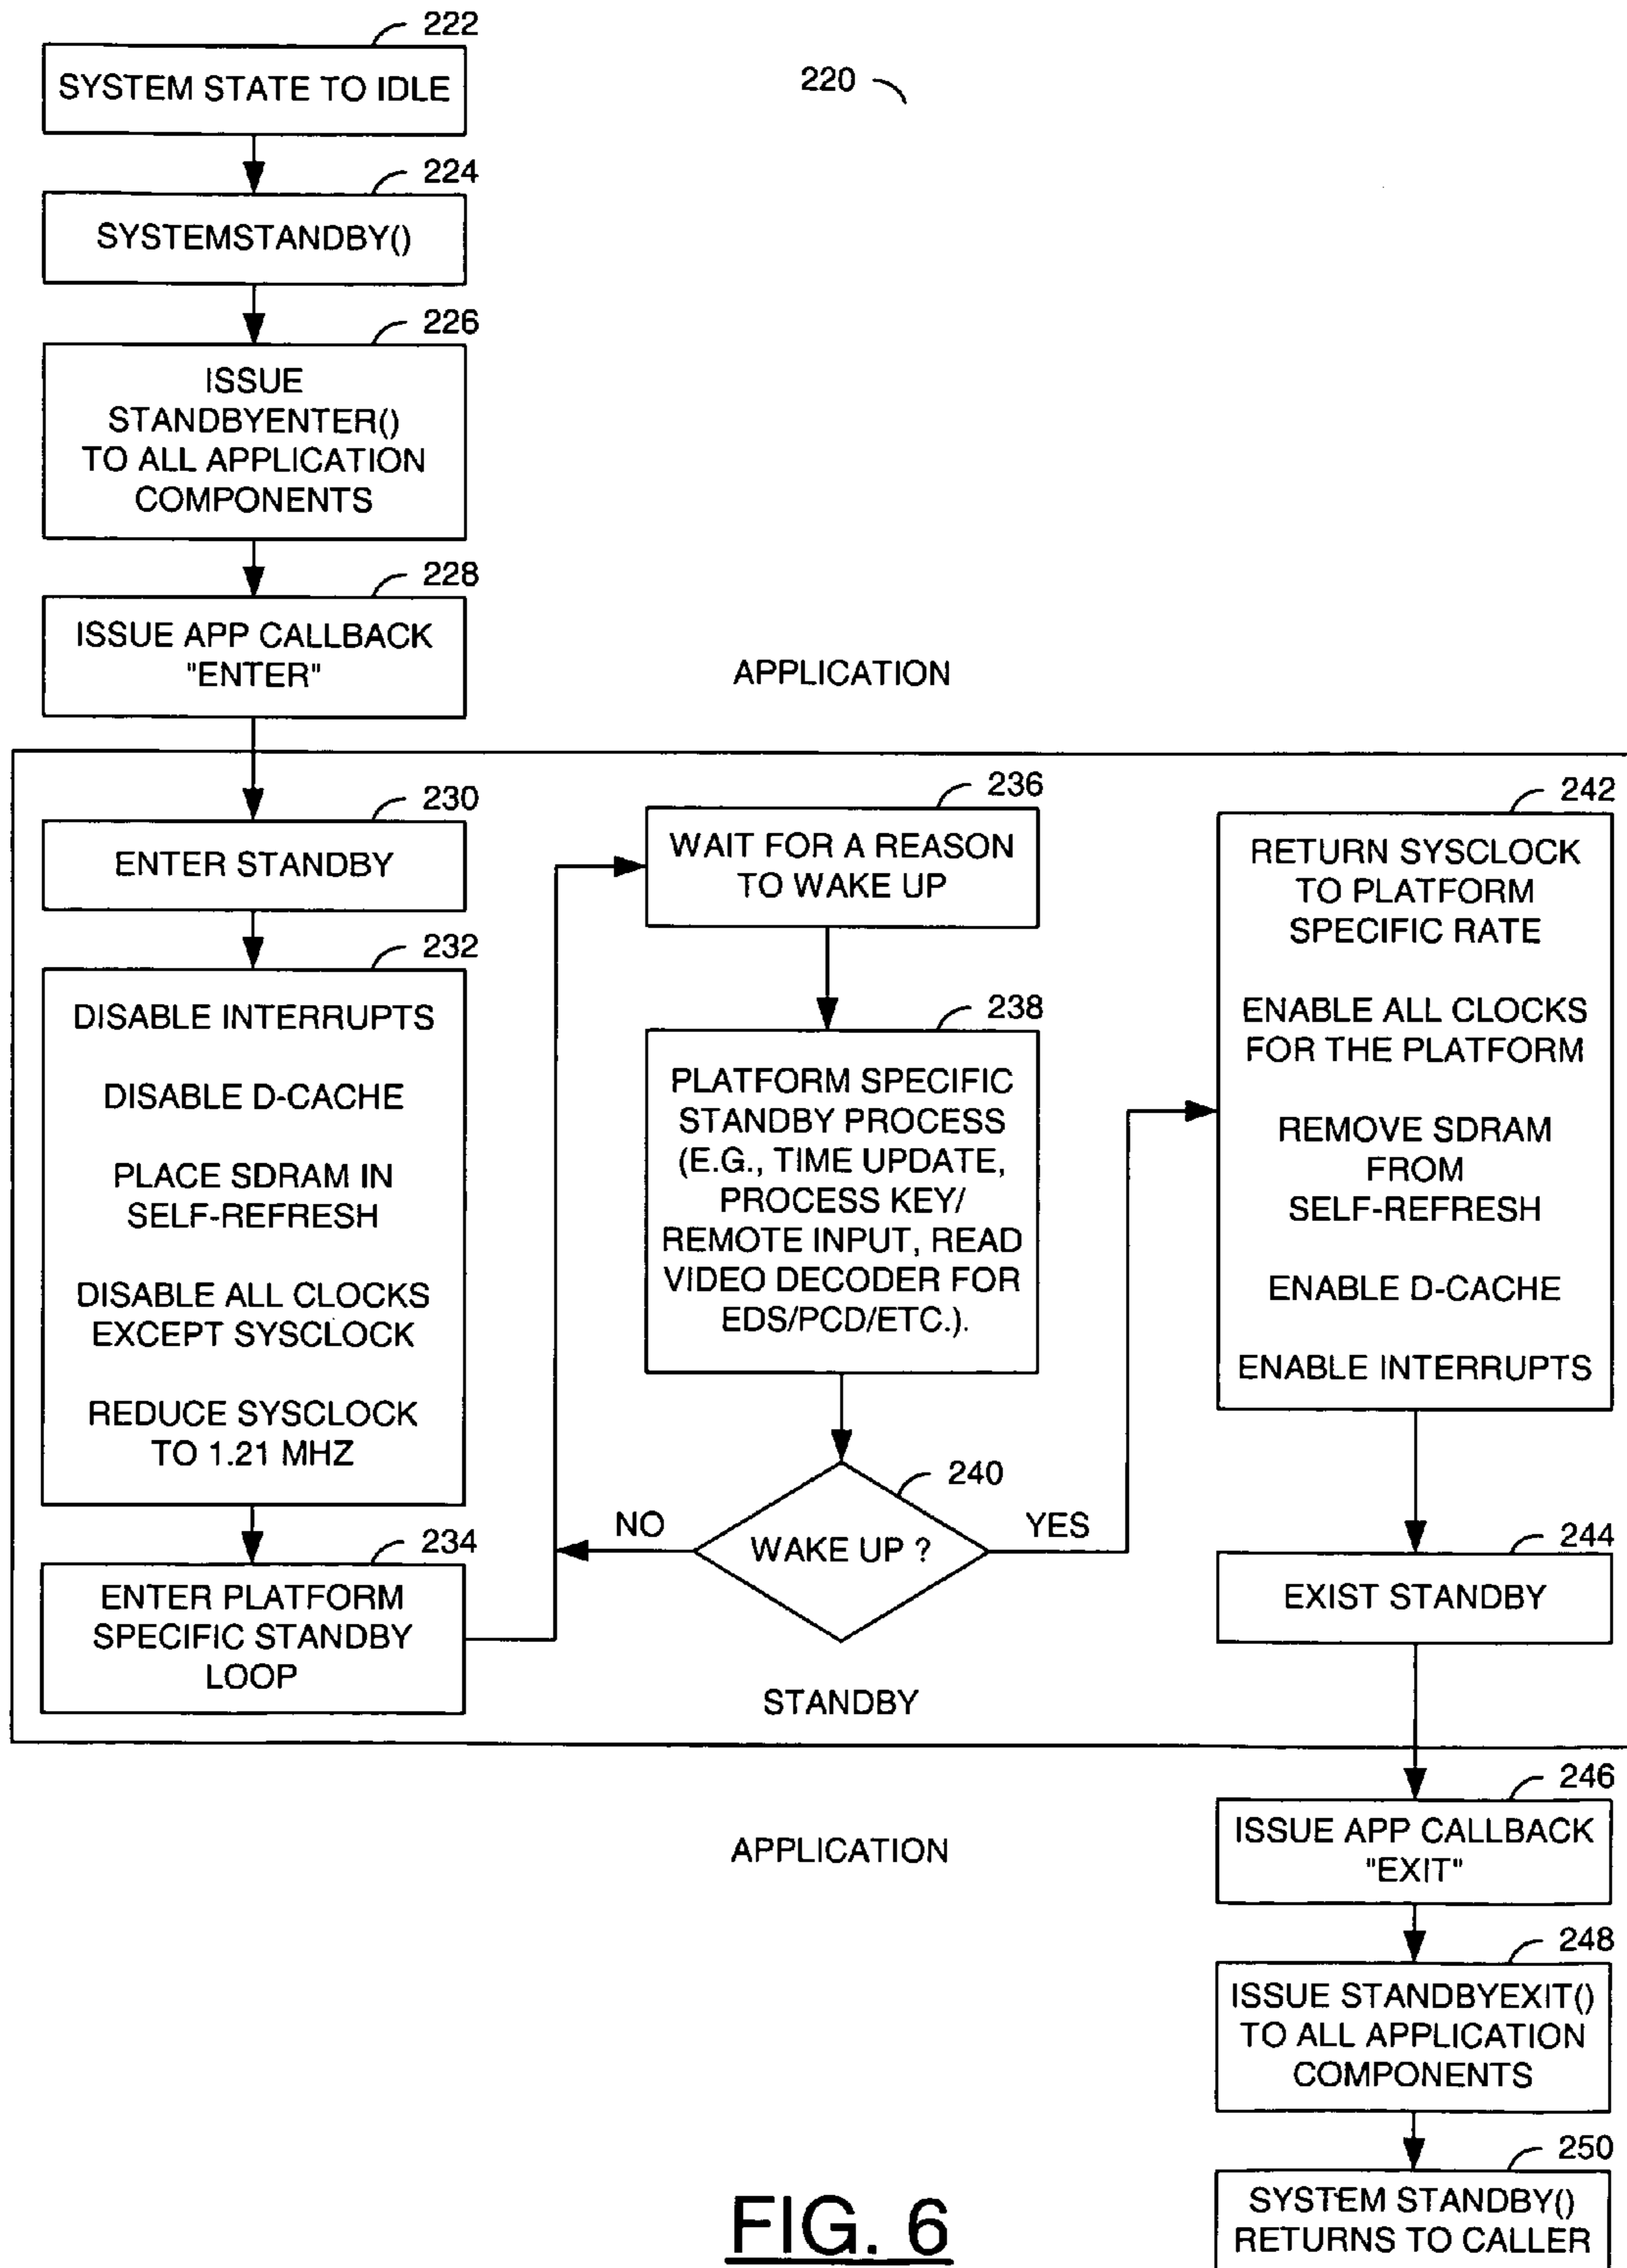 222
SYSTEM STATE TO IDLE
220
224
SYSTEMSTANDBY()
226
ISSUE
STANDBYENTER()
TO ALL APPLICATION
COMPONENTS
228
ISSUE APP CALLBACK
"ENTER"
APPLICATION
230
ENTER STANDBY
232
DISABLE INTERRUPTS
DISABLE D-CACHE
PLACE SDRAM IN
SELF-REFRESH
DISABLE ALL CLOCKS
EXCEPT SYSCLOCK
REDUCE SYSCLOCK
TO 1.21 MHZ
234
ENTER PLATFORM
SPECIFIC STANDBY
LOOP
236
WAIT FOR A REASON
TO WAKE UP
238
PLATFORM SPECIFIC
STANDBY PROCESS
(E.G., TIME UPDATE,
PROCESS KEY/
REMOTE INPUT, READ
VIDEO DECODER FOR
EDS/PCD/ETC.).
240
WAKE UP ?
NO
YES
STANDBY
242
RETURN SYSCLOCK
TO PLATFORM
SPECIFIC RATE
ENABLE ALL CLOCKS
FOR THE PLATFORM
REMOVE SDRAM
FROM
SELF-REFRESH
ENABLE D-CACHE
ENABLE INTERRUPTS
244
EXIST STANDBY
APPLICATION
246
ISSUE APP CALLBACK
"EXIT"
248
ISSUE STANDBYEXIT()
TO ALL APPLICATION
COMPONENTS
250
SYSTEM STANDBY()
RETURNS TO CALLER
FIG. 6